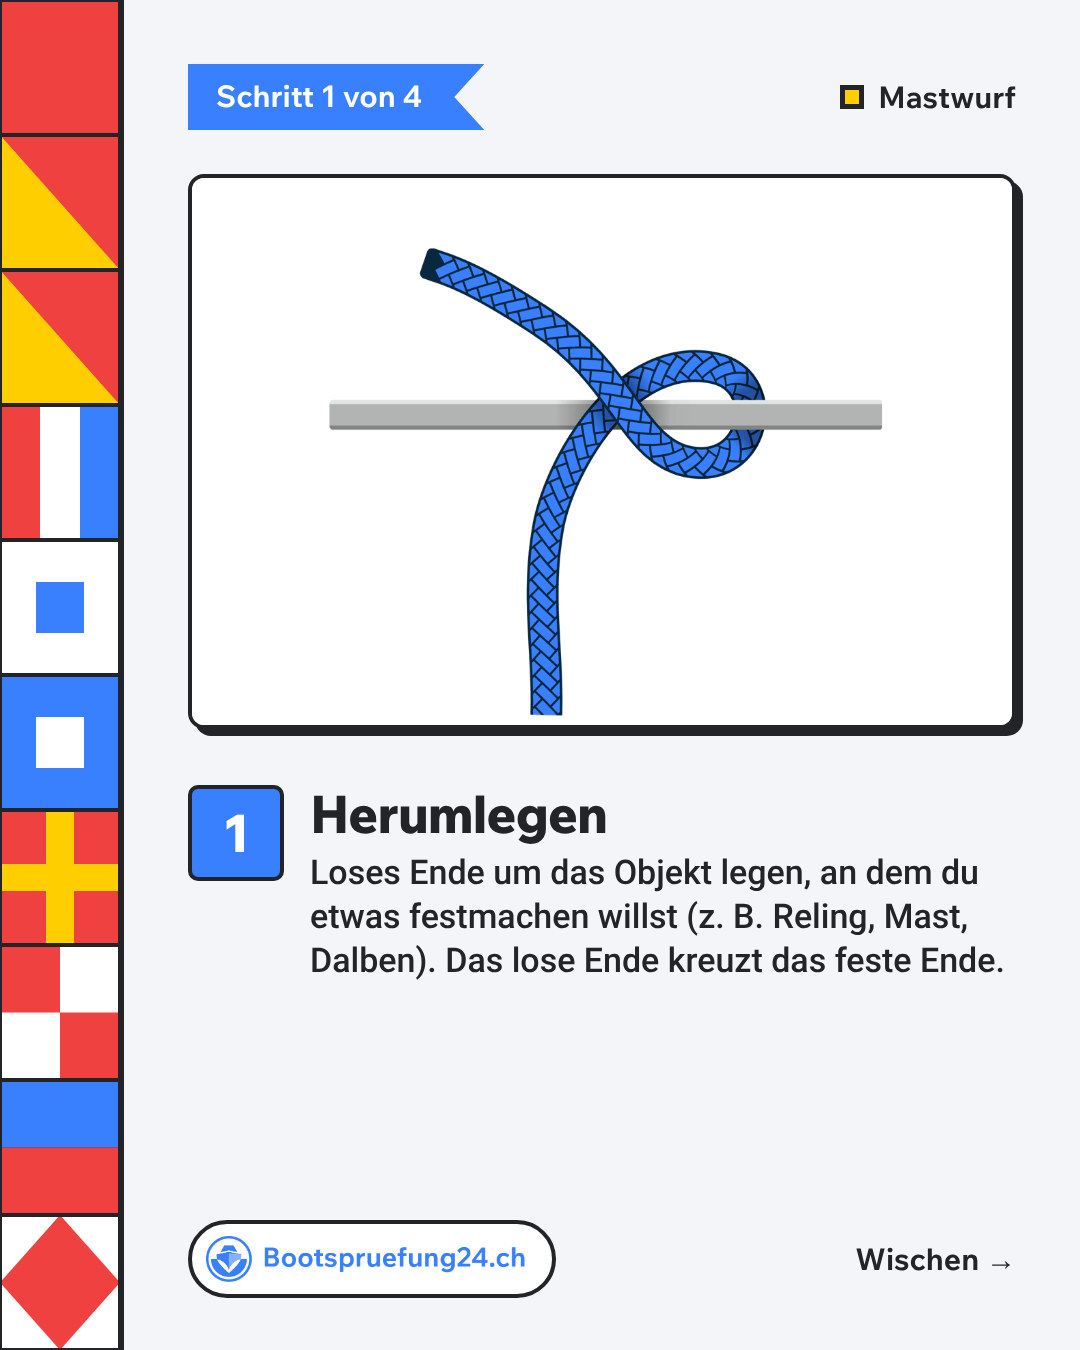 Schritt 1 von 4
Mastwurf
1
Herumlegen
Loses Ende um das Objekt legen, an dem du
etwas festmachen willst (z. B. Reling, Mast,
Dalben). Das lose Ende kreuzt das feste Ende.
Bootspruefung24.ch
Wischen →